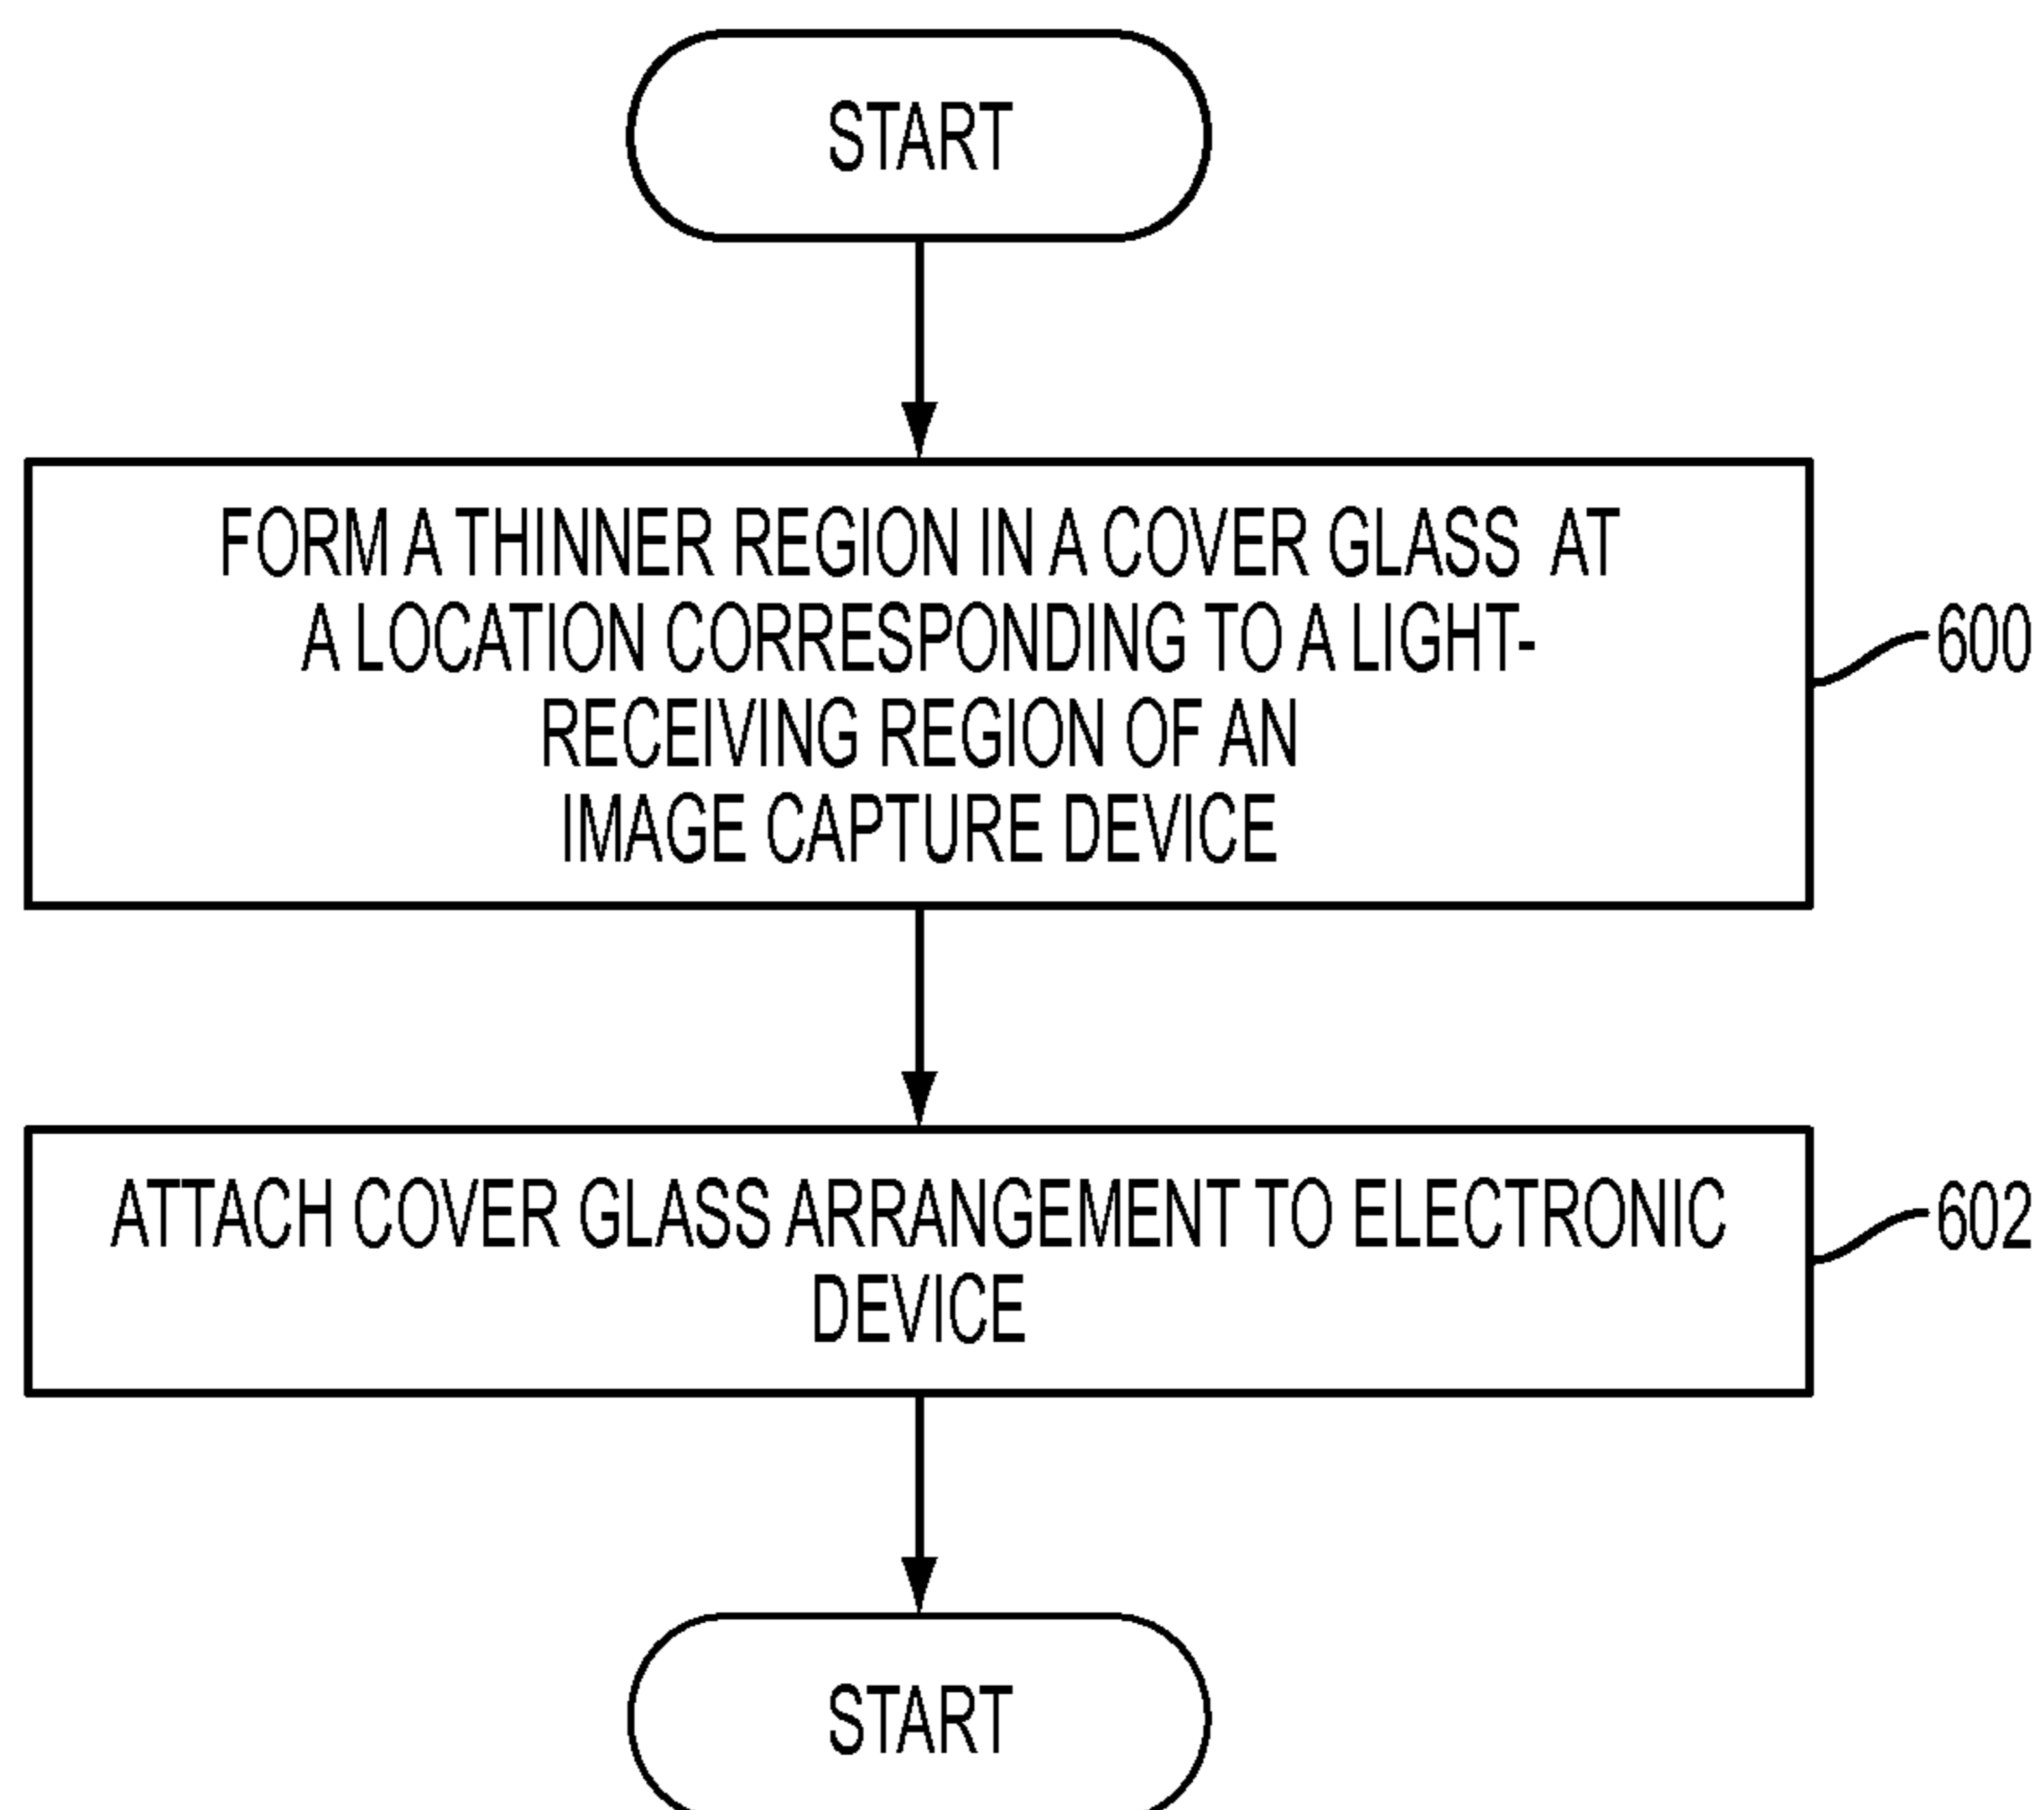 START
FORM A THINNER REGION IN A COVER GLASS AT
A LOCATION CORRESPONDING TO A LIGHT-
RECEIVING REGION OF AN
IMAGE CAPTURE DEVICE
600
ATTACH COVER GLASS ARRANGEMENT TO ELECTRONIC
DEVICE
602
START